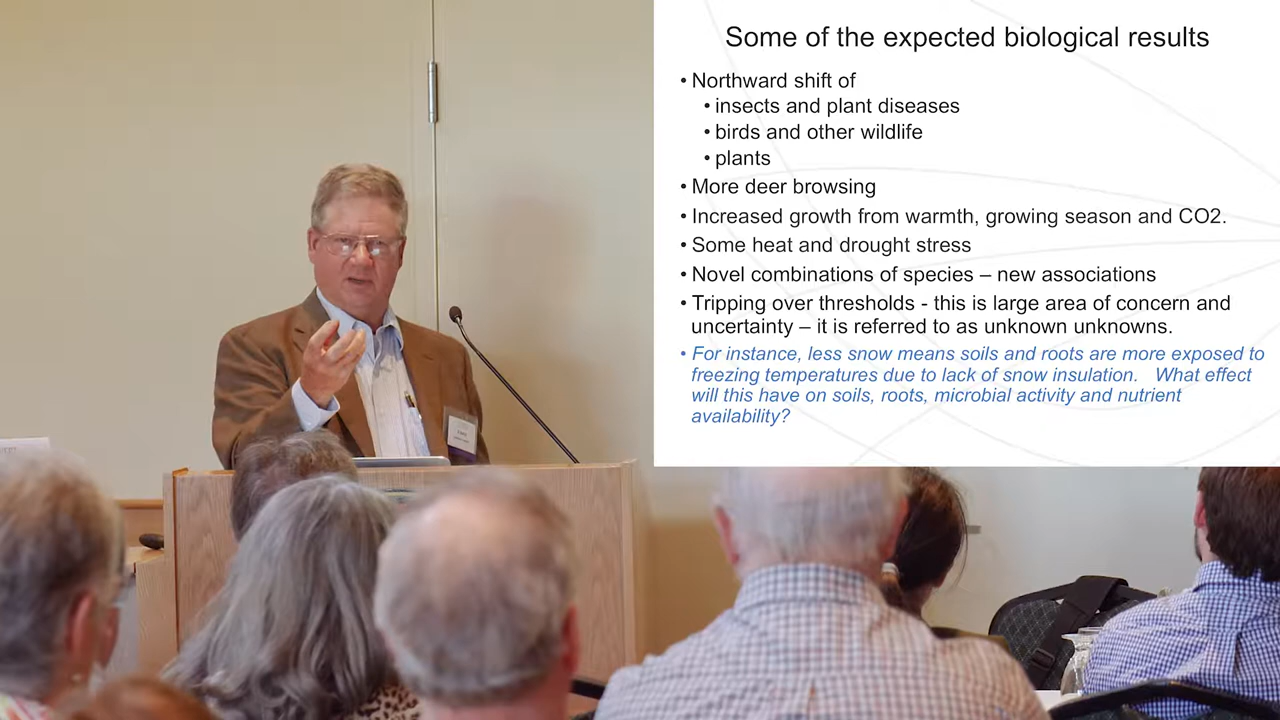 Some of the expected biological results
• Northward shift of
• insects and plant diseases
• birds and other wildlife
• plants
• More deer browsing
• Increased growth from warmth, growing season and CO2.
• Some heat and drought stress
• Novel combinations of species – new associations
• Tripping over thresholds - this is large area of concern and
uncertainty – it is referred to as unknown unknowns.
• For instance, less snow means soils and roots are more exposed to
freezing temperatures due to lack of snow insulation.   What effect
will this have on soils, roots, microbial activity and nutrient
availability?